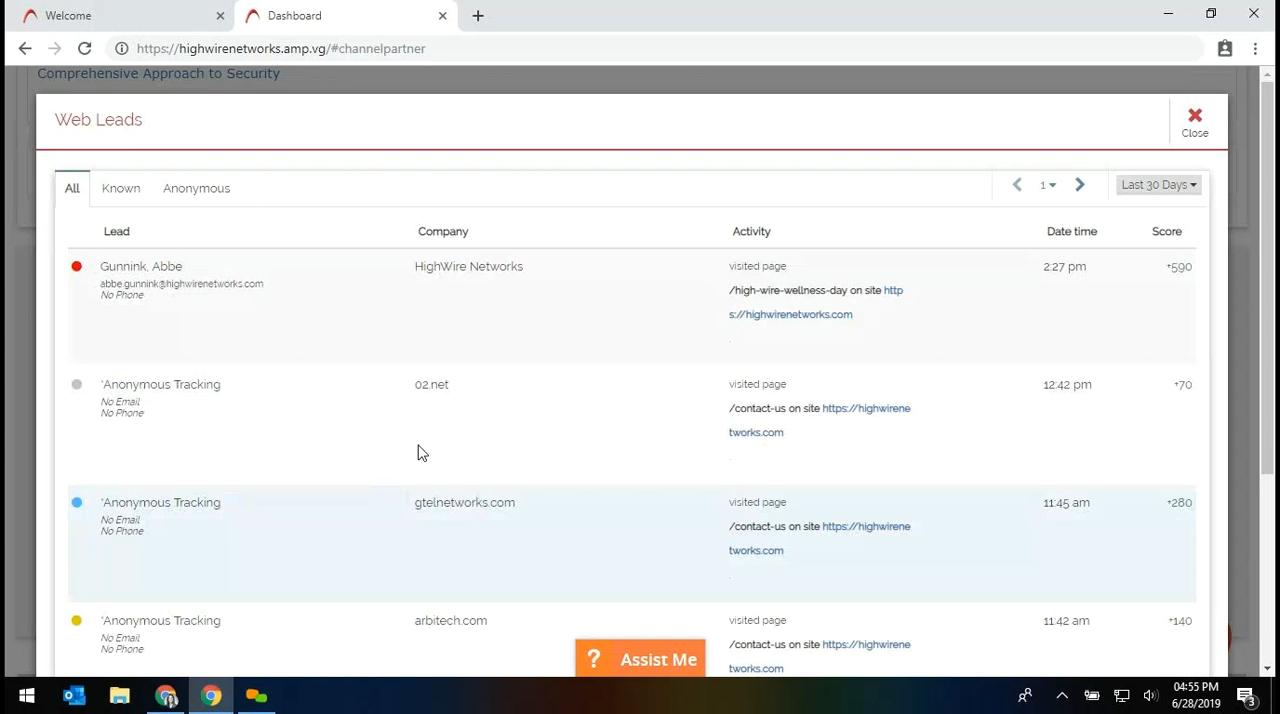 Welcome
Dashboard
https://highwirenetworks.amp.vg/#channelpartner
Comprehensive Approach to Security
Web Leads
Close
All Known Anonymous
1
Last 30 Days
Lead Company Activity Date time Score
Gunnink, Abbe HighWire Networks visited page 2:27 pm +590
abbe.gunnink@highwirenetworks.com
No Phone
/high-wire-wellness-day on site http
s://highwirenetworks.com
.
*Anonymous Tracking 02.net visited page 12:42 pm +70
No Email
No Phone
/contact-us on site https://highwirene
tworks.com
.
*Anonymous Tracking gtelnetworks.com visited page 11:45 am +280
No Email
No Phone
/contact-us on site https://highwirene
tworks.com
.
*Anonymous Tracking arbitech.com visited page 11:42 am +140
No Email
No Phone
/contact-us on site https://highwirene
tworks.com
? Assist Me
04:55 PM
6/28/2019
3